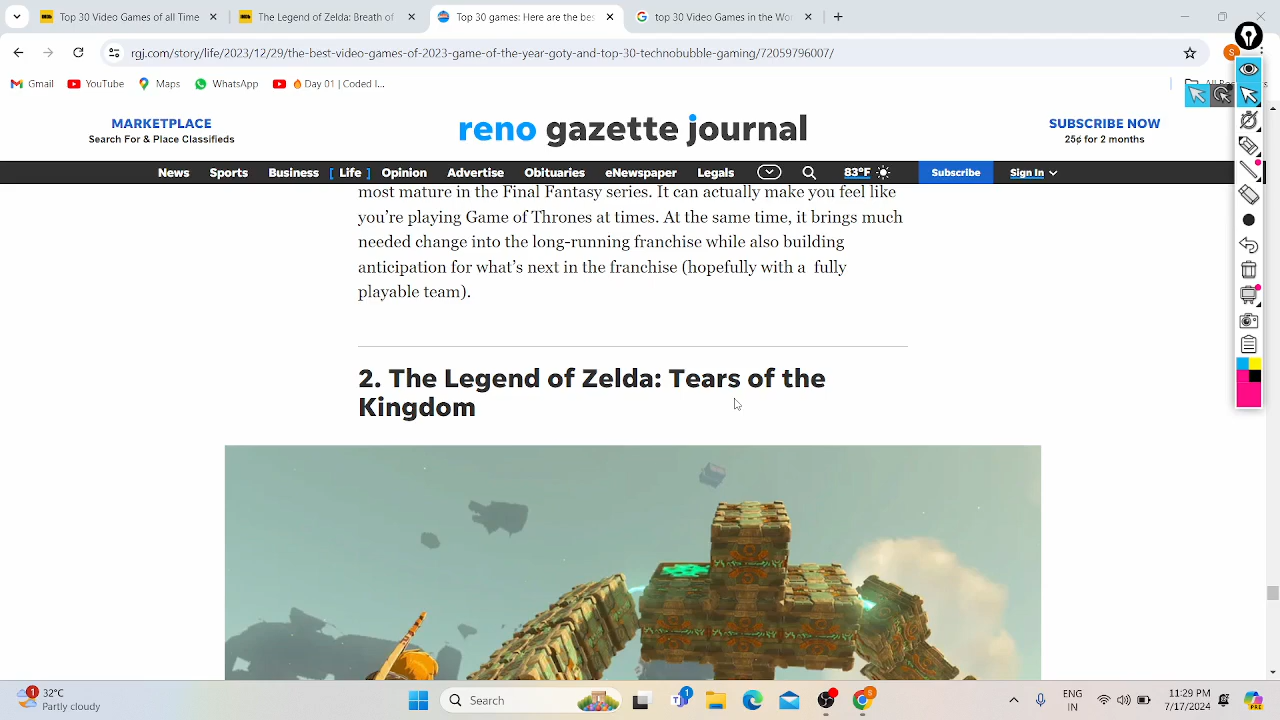 Top 30 Video games of all time
The Legend of Zelda: Breath of
Top 30 games: Here are the bes
top 30 Video Games in the Wo
rgj.com/story/life/2023/12/29/the-best-video-games-of-2023-game-of-the-year-goty-and-top-30-technobubble-gaming/72059796007/
S
Gmail
YouTube
Maps
WhatsApp
Day 01 | Coded I...
MARKETPLACE
Search For & Place Classifieds
reno gazette journal
SUBSCRIBE NOW
25¢ for 2 months
News Sports Business [ Life ] Opinion Advertise Obituaries eNewspaper Legals 83°F Subscribe Sign In
most mature in the Final Fantasy series. It can actually make you feel like
you're playing Game of Thrones at times. At the same time, it brings much
needed change into the long-running franchise while also building
anticipation for what's next in the franchise (hopefully with a fully
playable team).
2. The Legend of Zelda: Tears of the
Kingdom
1
32°C
Partly cloudy
Search
1
S
ENG
IN
11:29 PM
7/17/2024
PRE